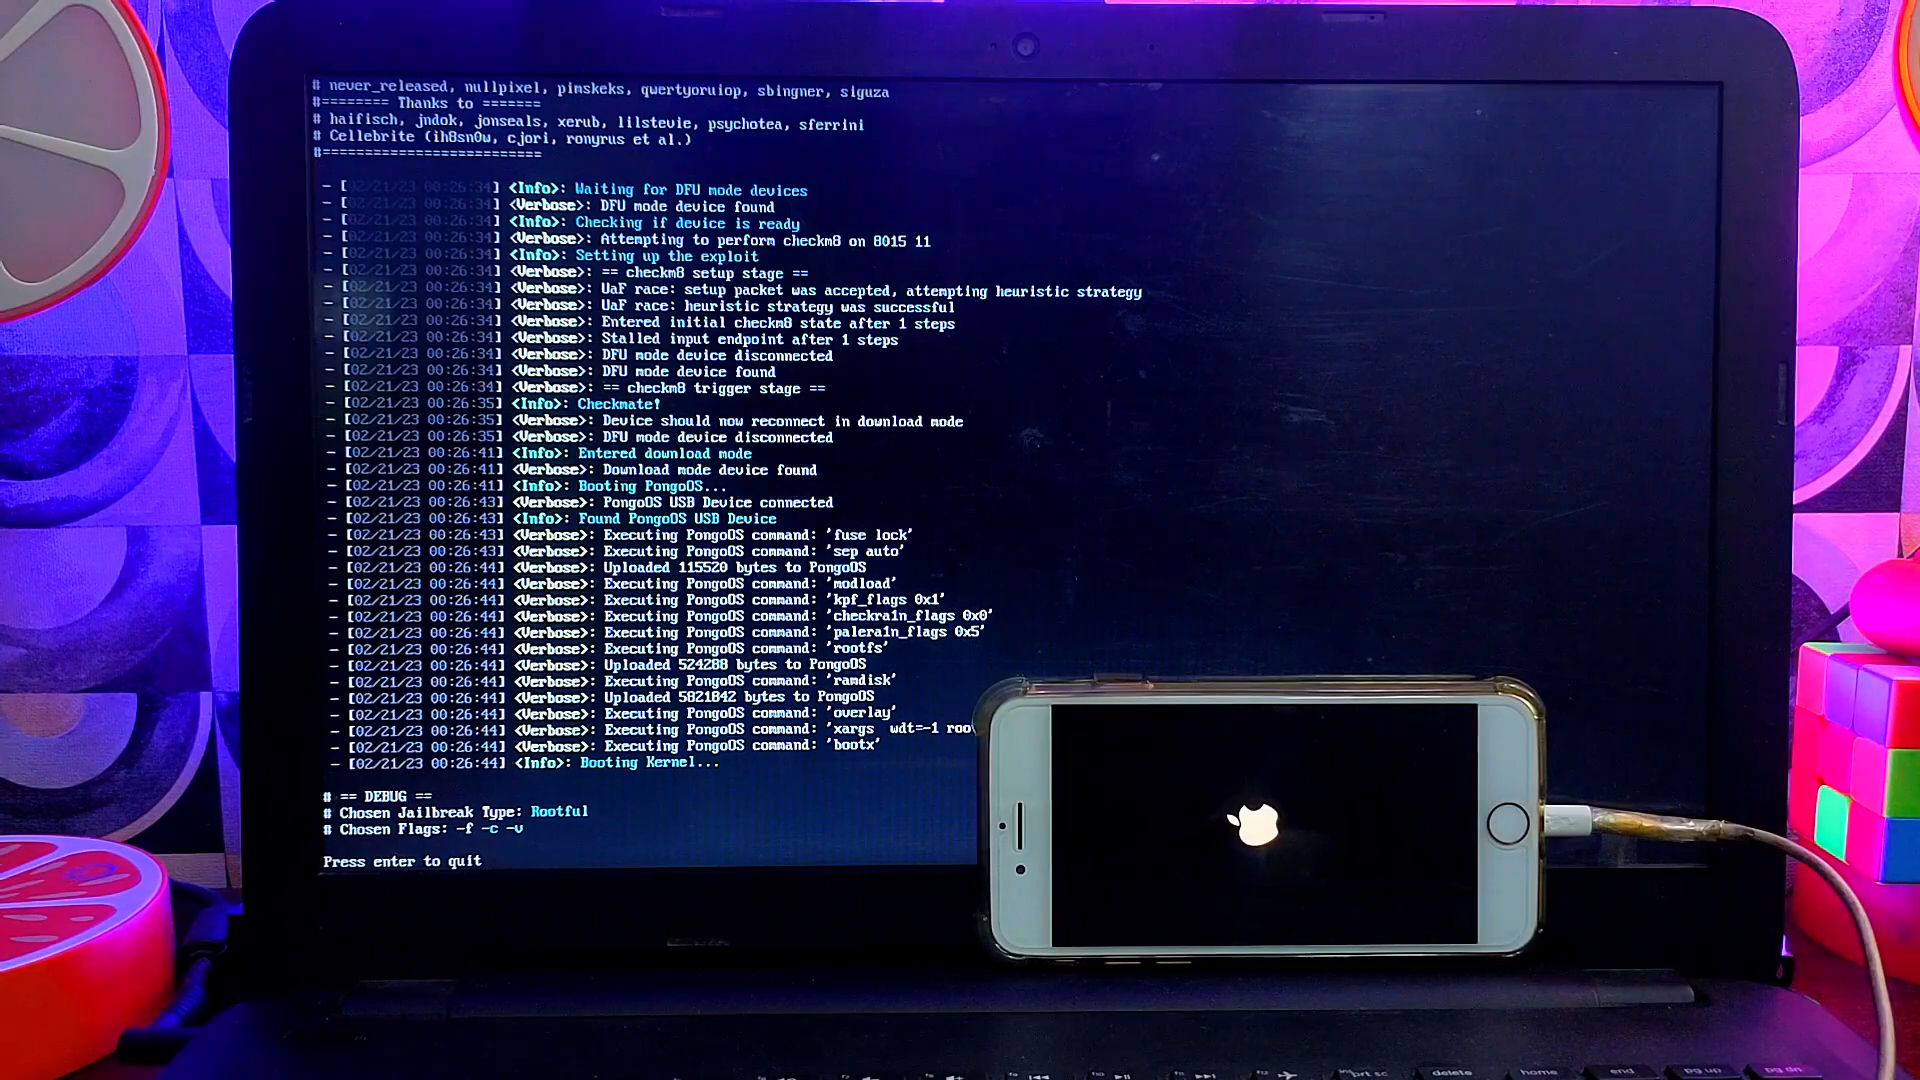 # never_released, nullpixel, pimskeks, qwertyoruiop, sbingner, siguza
#======== Thanks to =======
# haifisch, jndok, jonseals, xerub, lilstevie, psychotea, sferrini
# Cellebrite (ih8sn0w, cjori, ronyrus et al.)
#==========================
- [02/21/23 00:26:34] <Info>: Waiting for DFU mode devices
- [02/21/23 00:26:34] <Verbose>: DFU mode device found
- [02/21/23 00:26:34] <Info>: Checking if device is ready
- [02/21/23 00:26:34] <Verbose>: Attempting to perform checkm8 on 8015 11
- [02/21/23 00:26:34] <Info>: Setting up the exploit
- [02/21/23 00:26:34] <Verbose>: == checkm8 setup stage ==
- [02/21/23 00:26:34] <Verbose>: UaF race: setup packet was accepted, attempting heuristic strategy
- [02/21/23 00:26:34] <Verbose>: UaF race: heuristic strategy was successful
- [02/21/23 00:26:34] <Verbose>: Entered initial checkm8 state after 1 steps
- [02/21/23 00:26:34] <Verbose>: Stalled input endpoint after 1 steps
- [02/21/23 00:26:34] <Verbose>: DFU mode device disconnected
- [02/21/23 00:26:34] <Verbose>: DFU mode device found
- [02/21/23 00:26:34] <Verbose>: == checkm8 trigger stage ==
- [02/21/23 00:26:35] <Info>: Checkmate!
- [02/21/23 00:26:35] <Verbose>: Device should now reconnect in download mode
- [02/21/23 00:26:35] <Verbose>: DFU mode device disconnected
- [02/21/23 00:26:41] <Info>: Entered download mode
- [02/21/23 00:26:41] <Verbose>: Download mode device found
- [02/21/23 00:26:41] <Info>: Booting PongoOS...
- [02/21/23 00:26:43] <Verbose>: PongoOS USB Device connected
- [02/21/23 00:26:43] <Info>: Found PongoOS USB Device
- [02/21/23 00:26:43] <Verbose>: Executing PongoOS command: 'fuse lock'
- [02/21/23 00:26:43] <Verbose>: Executing PongoOS command: 'sep auto'
- [02/21/23 00:26:44] <Verbose>: Uploaded 115520 bytes to PongoOS
- [02/21/23 00:26:44] <Verbose>: Executing PongoOS command: 'modload'
- [02/21/23 00:26:44] <Verbose>: Executing PongoOS command: 'kpf_flags 0x1'
- [02/21/23 00:26:44] <Verbose>: Executing PongoOS command: 'checkra1n_flags 0x0'
- [02/21/23 00:26:44] <Verbose>: Executing PongoOS command: 'palera1n_flags 0x5'
- [02/21/23 00:26:44] <Verbose>: Executing PongoOS command: 'rootfs'
- [02/21/23 00:26:44] <Verbose>: Uploaded 524288 bytes to PongoOS
- [02/21/23 00:26:44] <Verbose>: Executing PongoOS command: 'ramdisk'
- [02/21/23 00:26:44] <Verbose>: Uploaded 5821842 bytes to PongoOS
- [02/21/23 00:26:44] <Verbose>: Executing PongoOS command: 'overlay'
- [02/21/23 00:26:44] <Verbose>: Executing PongoOS command: 'xargs  wdt=-1 roo
- [02/21/23 00:26:44] <Verbose>: Executing PongoOS command: 'bootx'
- [02/21/23 00:26:44] <Info>: Booting Kernel...
# == DEBUG ==
# Chosen Jailbreak Type: Rootful
# Chosen Flags: -f -c -v
Press enter to quit
prt sc delete home end pg up pg dn